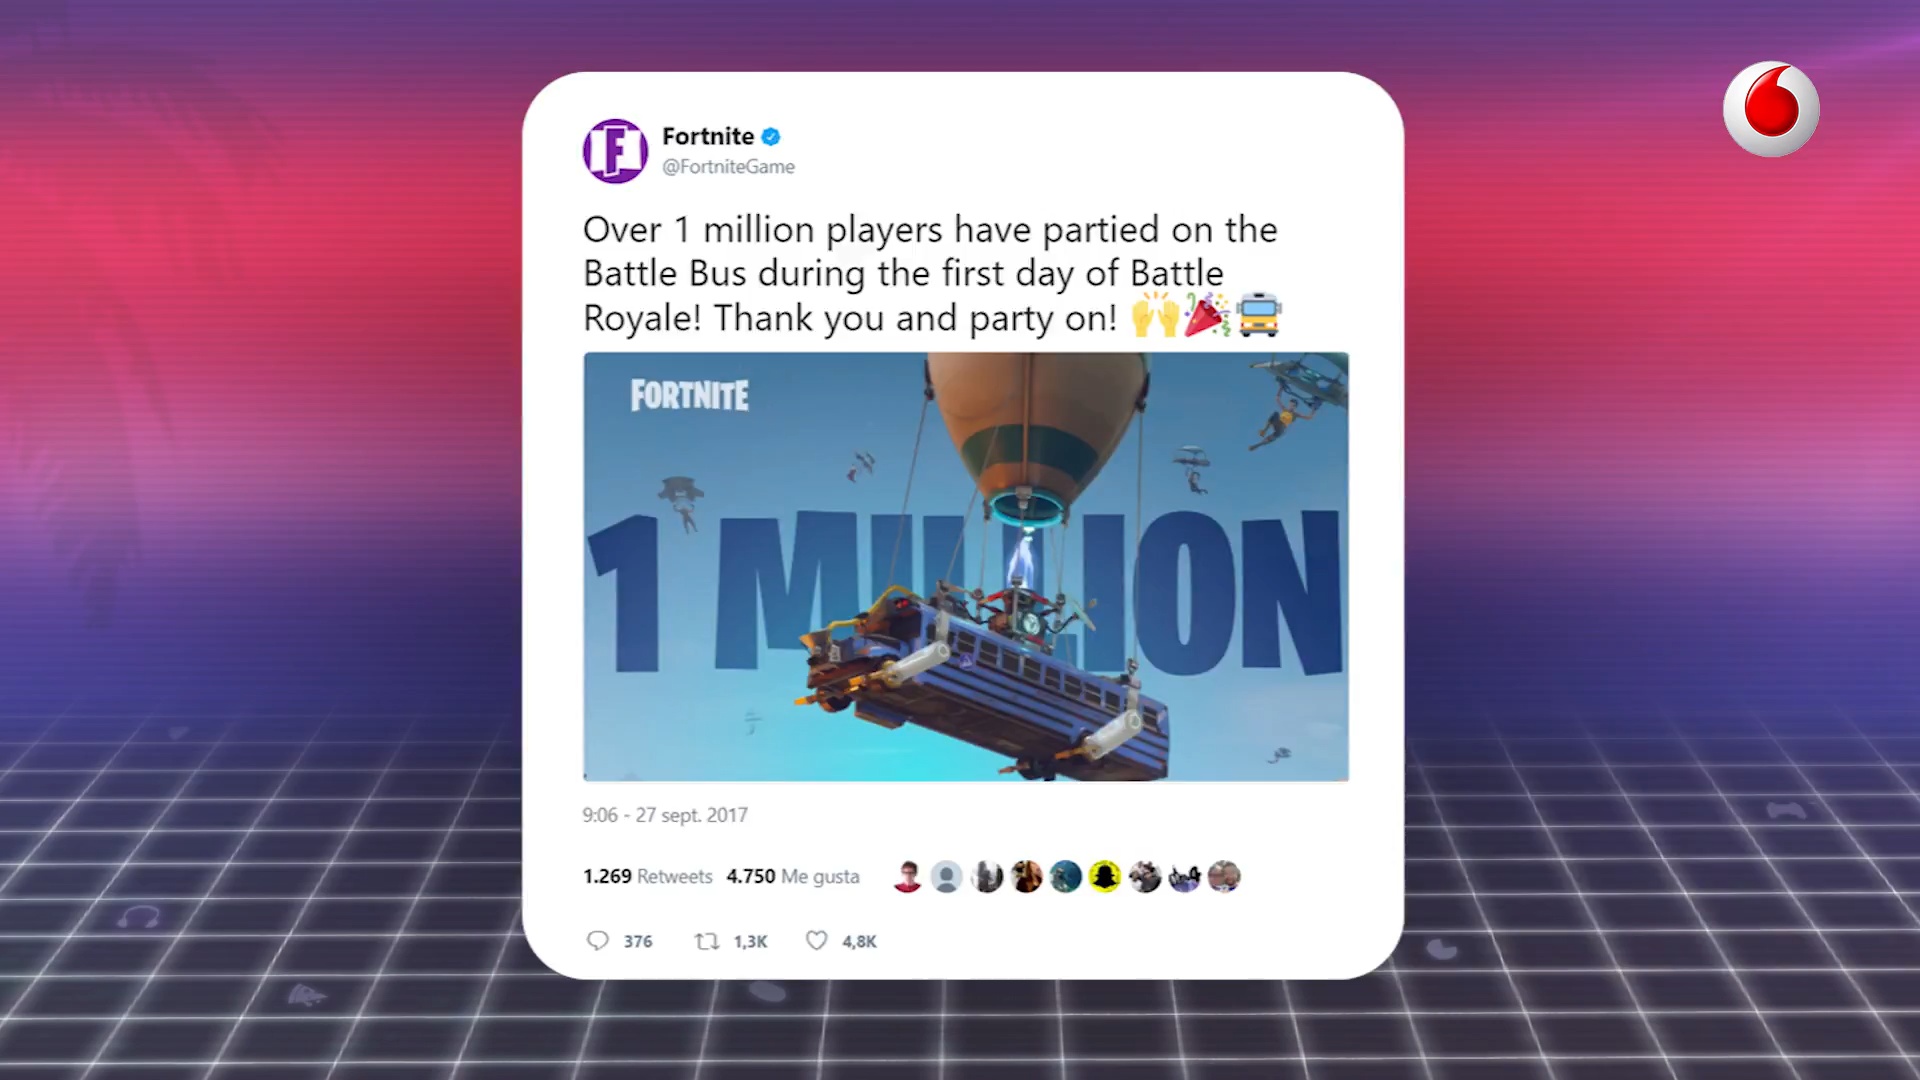 Fortnite
@FortniteGame
Over 1 million players have partied on the
Battle Bus during the first day of Battle
Royale! Thank you and party on! 🙌🎉🚍
FORTNITE
1 MILLION
9:06 - 27 sept. 2017
1.269 Retweets 4.750 Me gusta
376 1,3K 4,8K